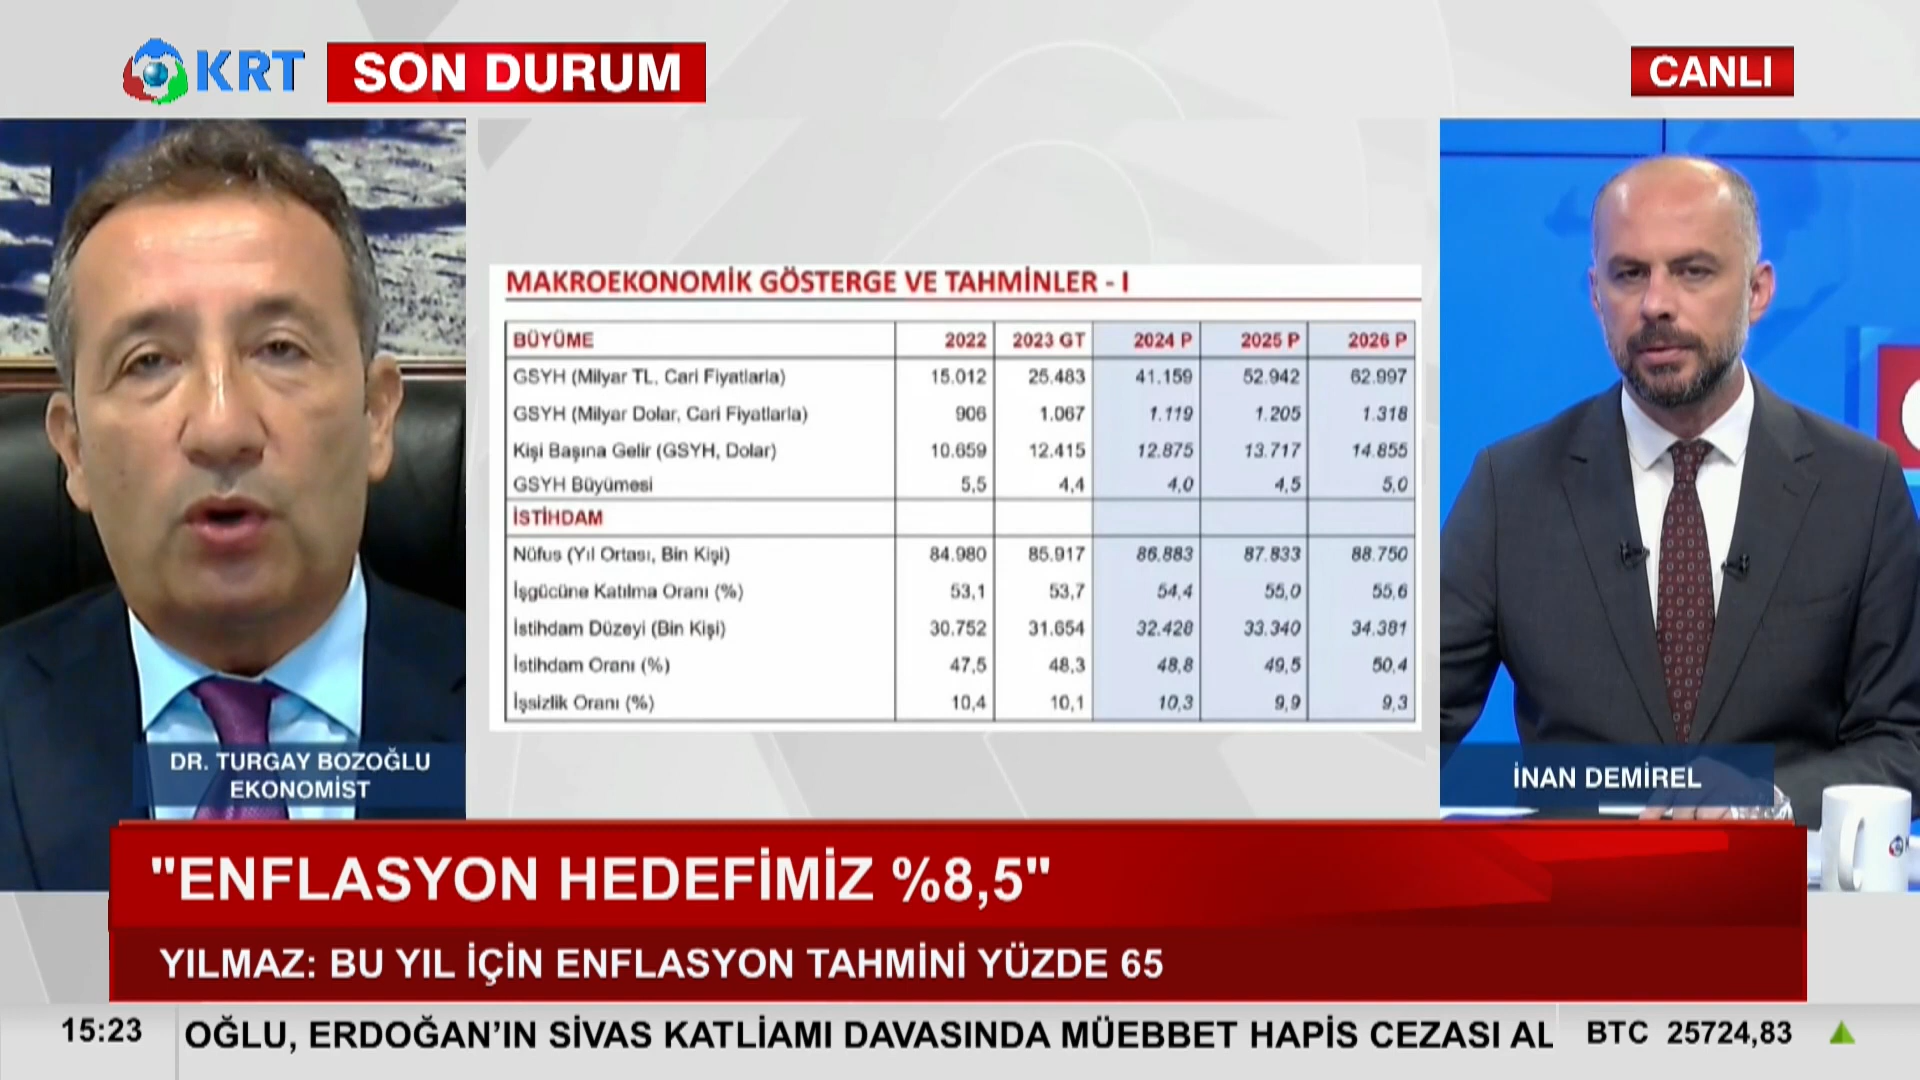 KRT SON DURUM
CANLI
MAKROEKONOMİK GÖSTERGE VE TAHMİNLER - I
BÜYÜME 2022 2023 GT 2024 P 2025 P 2026 P
GSYH (Milyar TL, Cari Fiyatlarla) 15.012 25.483 41.159 52.942 62.997
GSYH (Milyar Dolar, Cari Fiyatlarla) 906 1.067 1.119 1.205 1.318
Kişi Başına Gelir (GSYH, Dolar) 10.659 12.415 12.875 13.717 14.855
GSYH Büyümesi 5,5 4,4 4,0 4,5 5,0
İSTİHDAM
Nüfus (Yıl Ortası, Bin Kişi) 84.980 85.917 86.883 87.833 88.750
İşgücüne Katılma Oranı (%) 53,1 53,7 54,4 55,0 55,6
İstihdam Düzeyi (Bin Kişi) 30.752 31.654 32.428 33.340 34.381
İstihdam Oranı (%) 47,5 48,3 48,8 49,5 50,4
İşsizlik Oranı (%) 10,4 10,1 10,3 9,9 9,3
DR. TURGAY BOZOĞLU
EKONOMİST
İNAN DEMİREL
"ENFLASYON HEDEFİMİZ %8,5"
YILMAZ: BU YIL İÇİN ENFLASYON TAHMİNİ YÜZDE 65
15:23 OĞLU, ERDOĞAN'IN SİVAS KATLİAMI DAVASINDA MÜEBBET HAPİS CEZASI AL BTC 25724,83